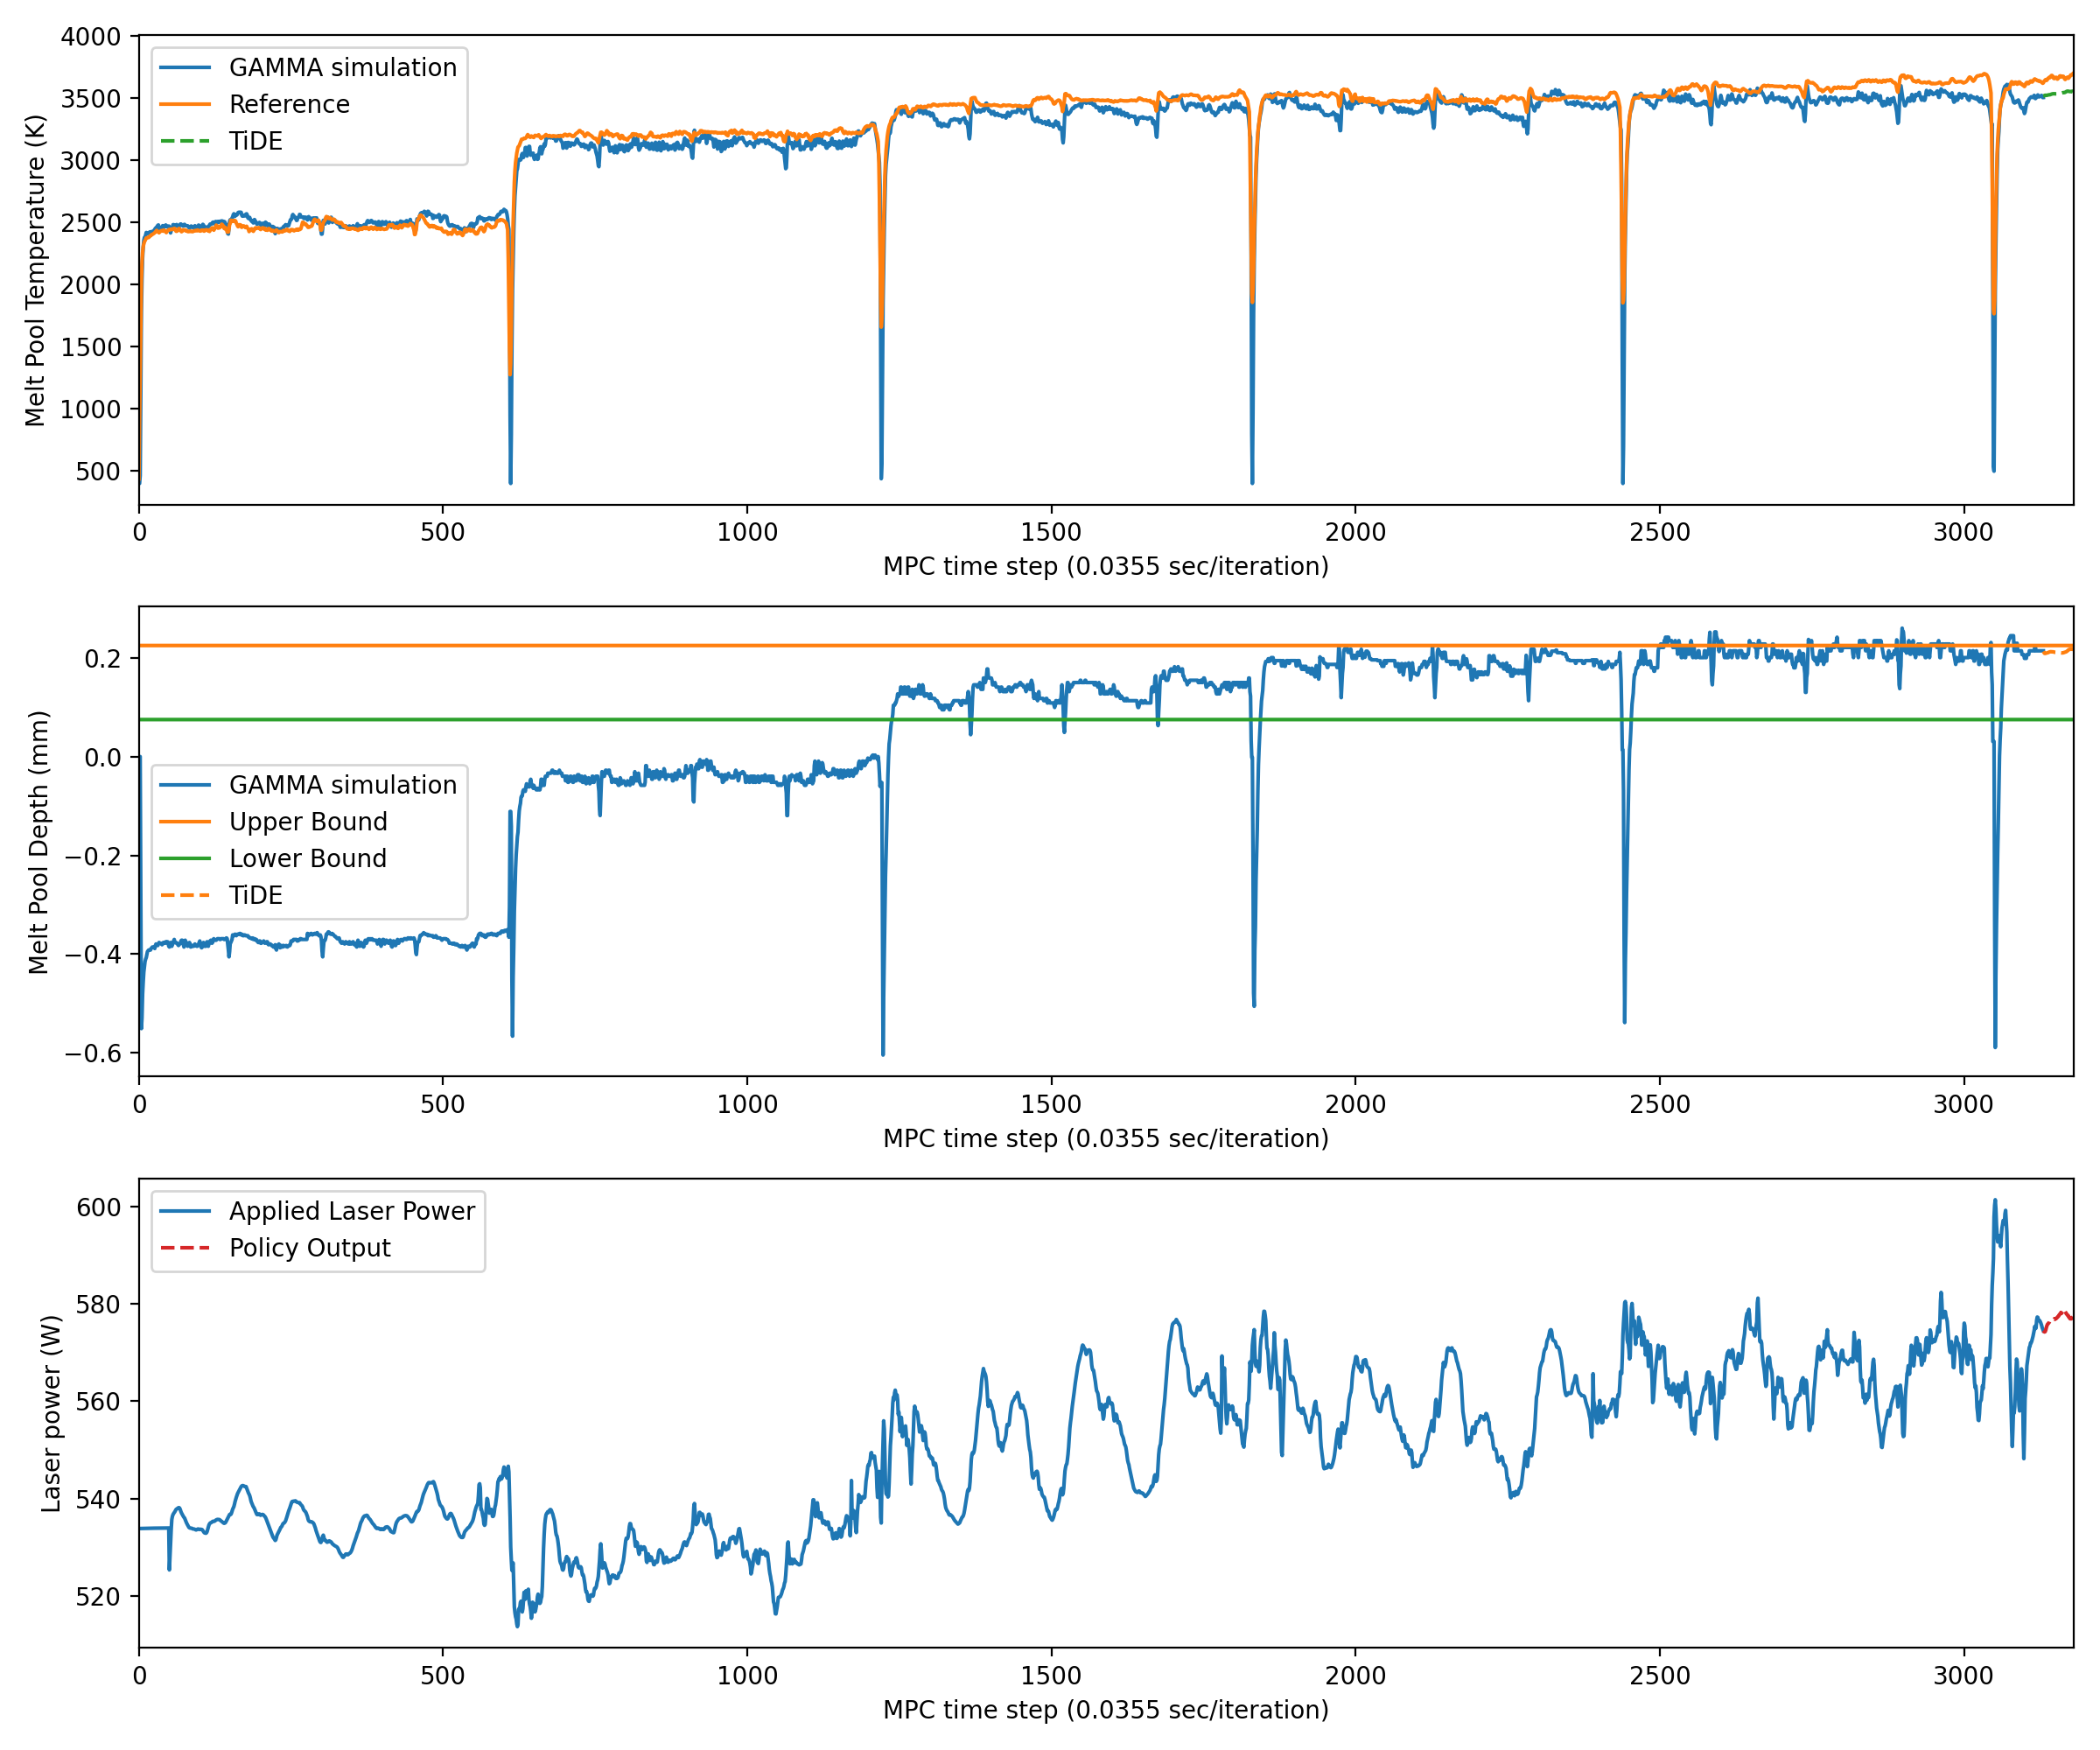 4000
3500
3000
2500
2000
1500
1000
500
Melt Pool Temperature (K)
GAMMA simulation
Reference
TiDE
0 500 1000 1500 2000 2500 3000
MPC time step (0.0355 sec/iteration)
0.2
0.0
−0.2
−0.4
−0.6
Melt Pool Depth (mm)
GAMMA simulation
Upper Bound
Lower Bound
TiDE
0 500 1000 1500 2000 2500 3000
MPC time step (0.0355 sec/iteration)
600
580
560
540
520
Laser power (W)
Applied Laser Power
Policy Output
0 500 1000 1500 2000 2500 3000
MPC time step (0.0355 sec/iteration)